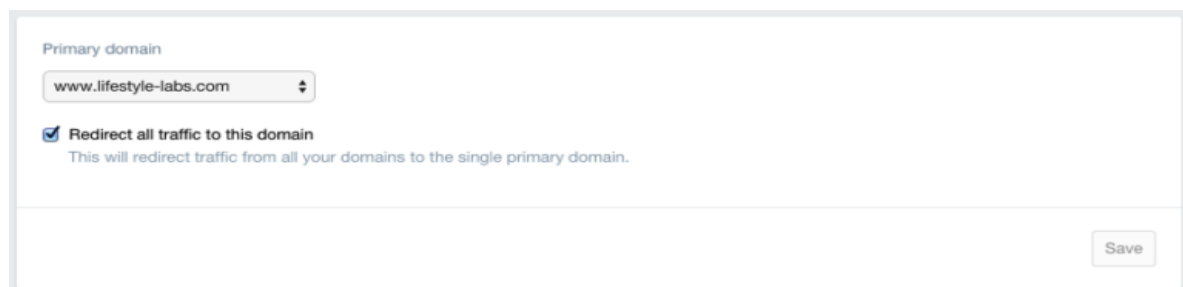 Primary domain
www.lifestyle-labs.com
Redirect all traffic to this domain
This will redirect traffic from all your domains to the single primary domain.
Save